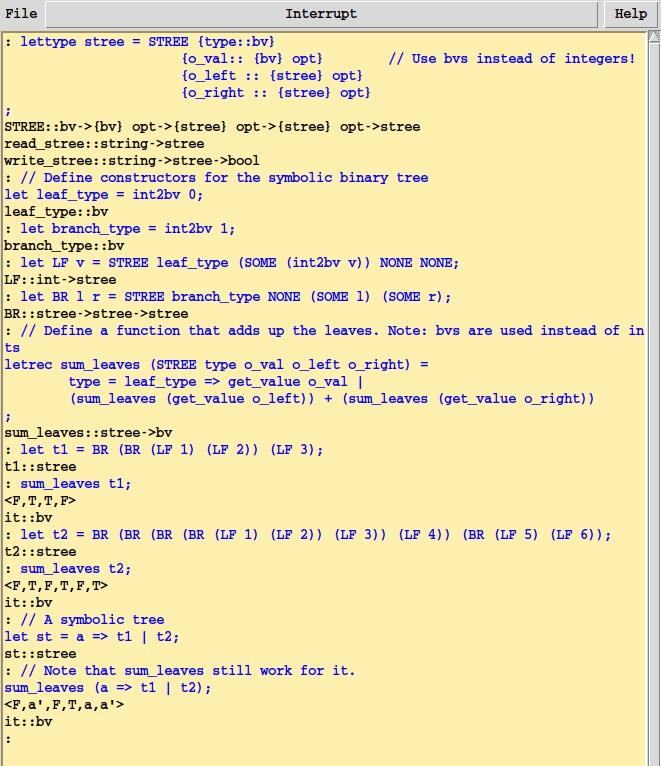 File Interrupt Help
: lettype stree = STREE {type::bv}
{o_val:: {bv} opt} // Use bvs instead of integers!
{o_left :: {stree} opt}
{o_right :: {stree} opt}
;
STREE::bv->{bv} opt->{stree} opt->{stree} opt->stree
read_stree::string->stree
write_stree::string->stree->bool
: // Define constructors for the symbolic binary tree
let leaf_type = int2bv 0;
leaf_type::bv
: let branch_type = int2bv 1;
branch_type::bv
: let LF v = STREE leaf_type (SOME (int2bv v)) NONE NONE;
LF::int->stree
: let BR l r = STREE branch_type NONE (SOME l) (SOME r);
BR::stree->stree->stree
: // Define a function that adds up the leaves. Note: bvs are used instead of in
ts
letrec sum_leaves (STREE type o_val o_left o_right) =
type = leaf_type => get_value o_val |
(sum_leaves (get_value o_left)) + (sum_leaves (get_value o_right))
;
sum_leaves::stree->bv
: let t1 = BR (BR (LF 1) (LF 2)) (LF 3);
t1::stree
: sum_leaves t1;
<F,T,T,F>
it::bv
: let t2 = BR (BR (BR (BR (LF 1) (LF 2)) (LF 3)) (LF 4)) (BR (LF 5) (LF 6));
t2::stree
: sum_leaves t2;
<F,T,F,T,F,T>
it::bv
: // A symbolic tree
let st = a => t1 | t2;
st::stree
: // Note that sum_leaves still work for it.
sum_leaves (a => t1 | t2);
<F,a',F,T,a,a'>
it::bv
: